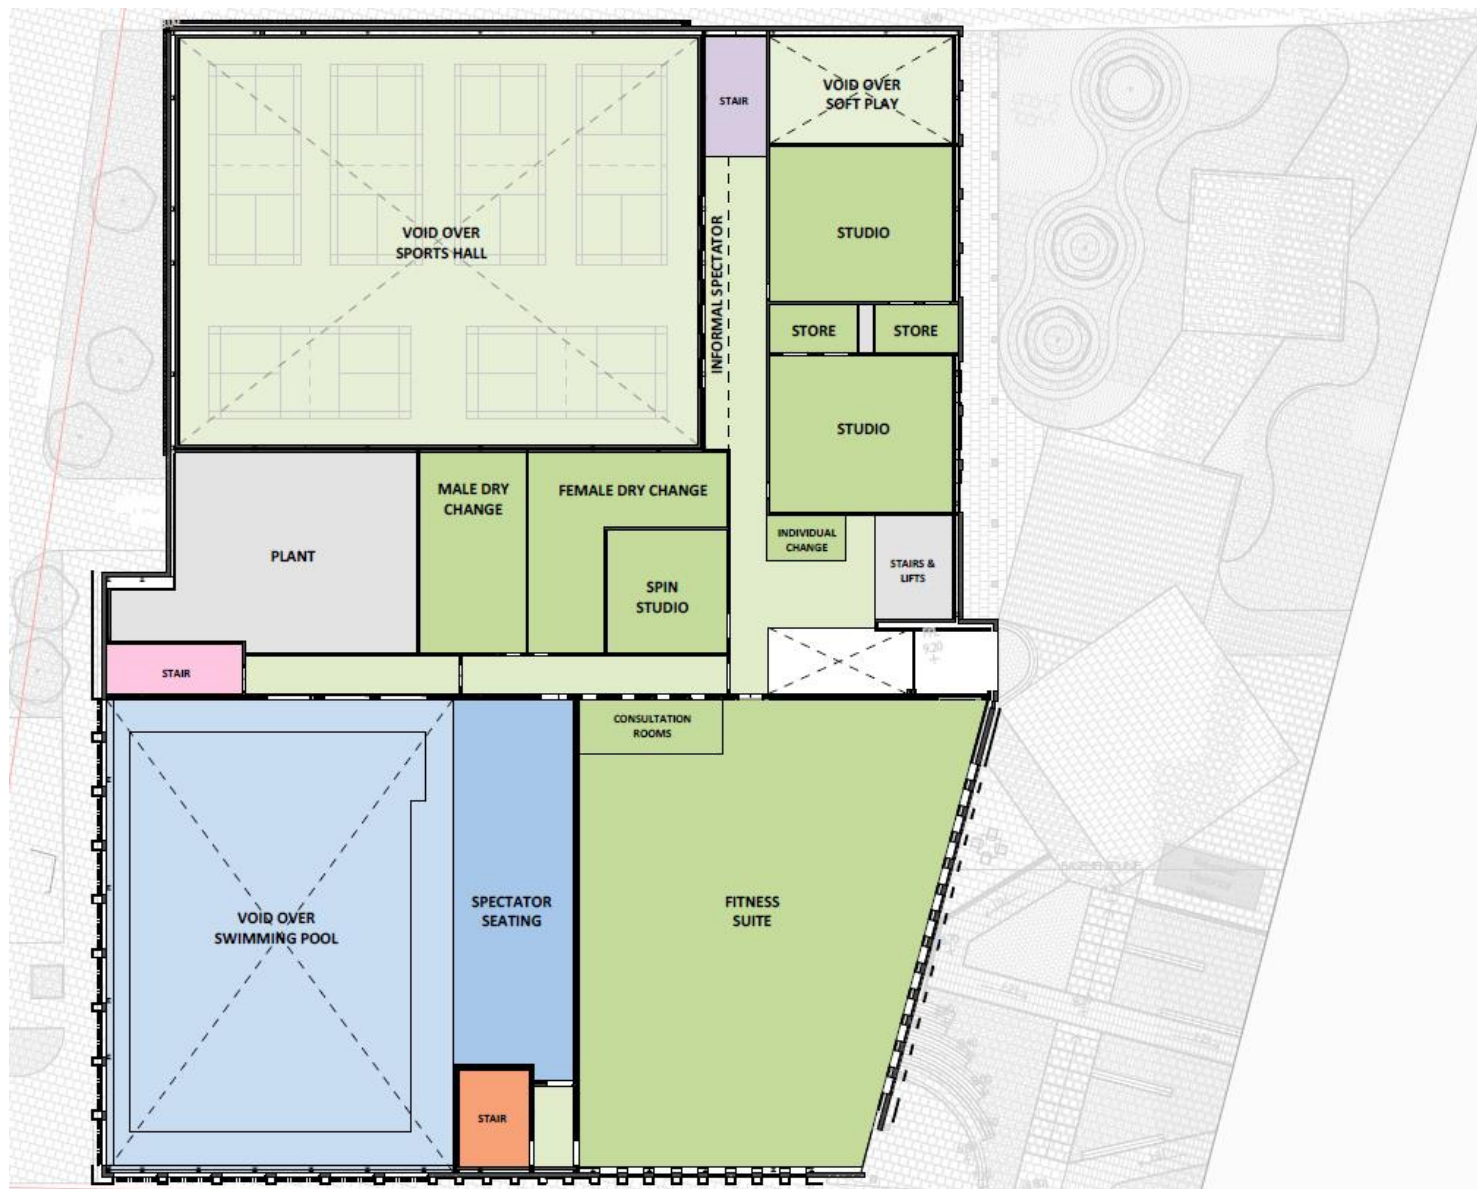 STAIR
VOID OVER
SOFT PLAY
VOID OVER
SPORTS HALL
INFORMAL SPECTATOR
STUDIO
STORE
STORE
STUDIO
MALE DRY
CHANGE
FEMALE DRY CHANGE
INDIVIDUAL
CHANGE
PLANT
STAIRS &
LIFTS
SPIN
STUDIO
9.20
STAIR
CONSULTATION
ROOMS
VOID OVER
SWIMMING POOL
SPECTATOR
SEATING
FITNESS
SUITE
STAIR